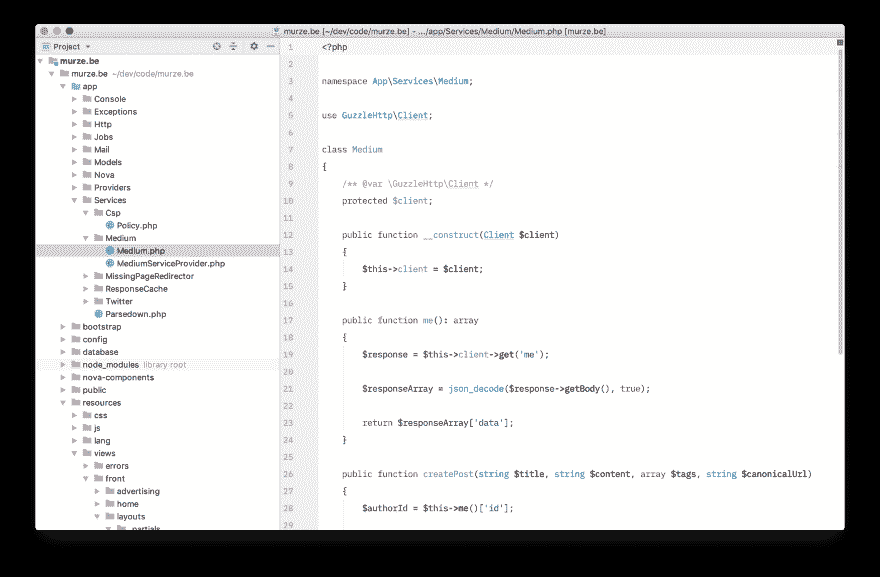 murze.be [~/dev/code/murze.be] - .../app/Services/Medium/Medium.php [murze.be]
Project
murze.be
murze.be ~/dev/code/murze.be
app
Console
Exceptions
Http
Jobs
Mail
Models
Nova
Providers
Services
Csp
Policy.php
Medium
Medium.php
MediumServiceProvider.php
MissingPageRedirector
ResponseCache
Twitter
Parsedown.php
bootstrap
config
database
node_modules library root
nova-components
public
resources
css
js
lang
views
errors
front
advertising
home
layouts
partials
1 <?php
2
3 namespace App\Services\Medium;
4
5 use GuzzleHttp\Client;
6
7 class Medium
8 {
9 /** @var \GuzzleHttp\Client */
10 protected $client;
11
12 public function __construct(Client $client)
13 {
14 $this->client = $client;
15 }
16
17 public function me(): array
18 {
19 $response = $this->client->get('me');
20
21 $responseArray = json_decode($response->getBody(), true);
22
23 return $responseArray['data'];
24 }
25
26 public function createPost(string $title, string $content, array $tags, string $canonicalUrl)
27 {
28 $authorId = $this->me()['id'];
29